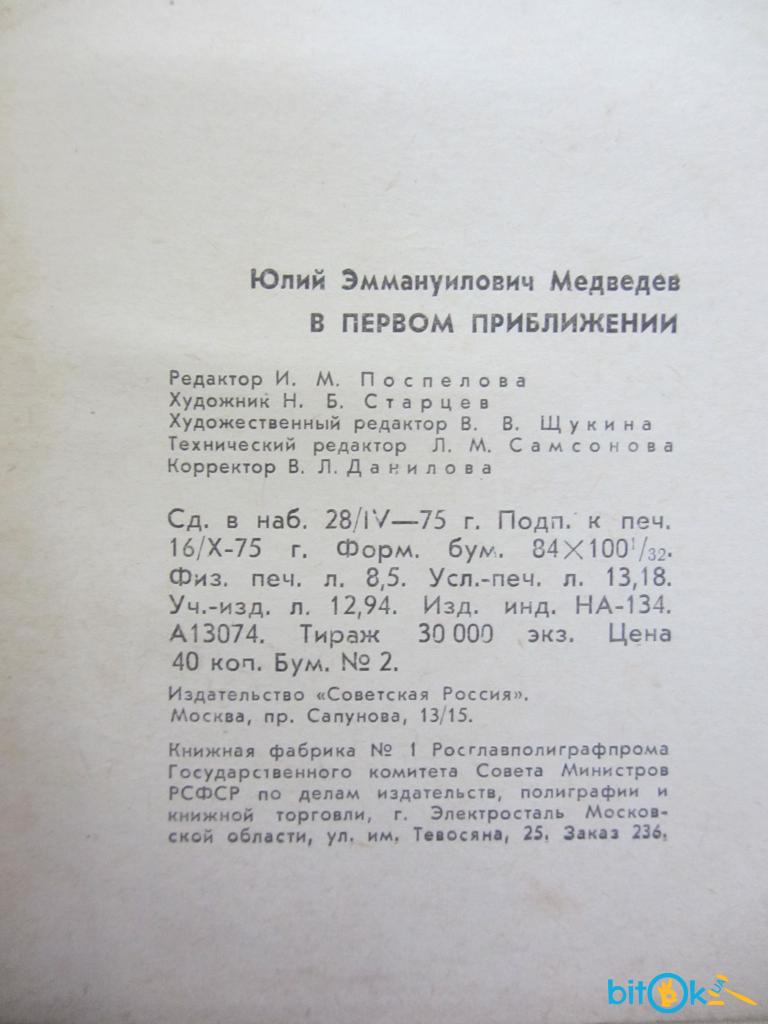 Юлий Эммануилович Медведев
В ПЕРВОМ ПРИБЛИЖЕНИИ
Редактор И. М. Поспелова
Художник Н. Б. Старцев
Художественный редактор В. В. Щукина
Технический редактор Л. М. Самсонова
Корректор В. Л. Данилова
Сд. в наб. 28/IV—75 г. Подп. к печ.
16/X-75 г. Форм. бум. 84×100¹/₃₂.
Физ. печ. л. 8,5. Усл.-печ. л. 13,18.
Уч.-изд. л. 12,94. Изд. инд. НА-134.
А13074. Тираж 30 000 экз. Цена
40 коп. Бум. № 2.
Издательство «Советская Россия».
Москва, пр. Сапунова, 13/15.
Книжная фабрика № 1 Росглавполиграфпрома
Государственного комитета Совета Министров
РСФСР по делам издательств, полиграфии и
книжной торговли, г. Электросталь Москов-
ской области, ул. им. Тевосяна, 25. Заказ 236.
bitOk UA